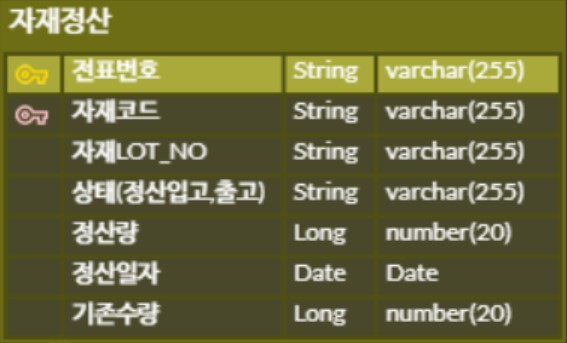 자재정산
전표번호 String varchar(255)
자재코드 String varchar(255)
자재LOT_NO String varchar(255)
상태(정산입고,출고) String varchar(255)
정산량 Long number(20)
정산일자 Date Date
기존수량 Long number(20)